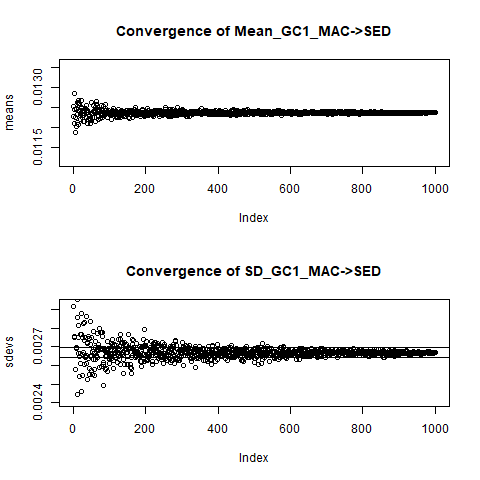 Convergence of Mean_GC1_MAC->SED
means
0.0130
0.0115
0 200 400 600 800 1000
Index
Convergence of SD_GC1_MAC->SED
sdevs
0.0027
0.0024
0 200 400 600 800 1000
Index